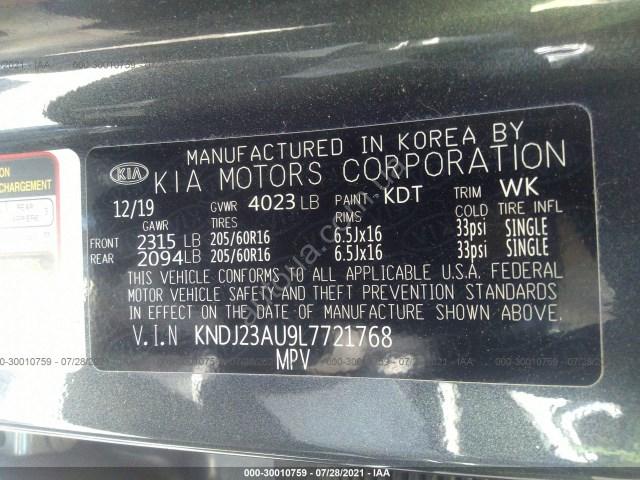 000-30010759 - 07/28/2021 - IAA
ION
CHARGEMENT
REAR
ARRIERE
3
MANUFACTURED IN KOREA BY
KIA KIA MOTORS CORPORATION
12/19 GVWR 4023 LB PAINT KDT TRIM WK
GAWR TIRES RIMS COLD TIRE INFL
FRONT 2315 LB 205/60R16 6.5Jx16 33psi SINGLE
REAR 2094 LB 205/60R16 6.5Jx16 33psi SINGLE
THIS VEHICLE CONFORMS TO ALL APPLICABLE U.S.A. FEDERAL
MOTOR VEHICLE SAFETY AND THEFT PREVENTION STANDARDS
IN EFFECT ON THE DATE OF MANUFACTURE SHOWN ABOVE.
V.I.N KNDJ23AU9L7721768
MPV
000-30010759 - 07/28/2021 - IAA